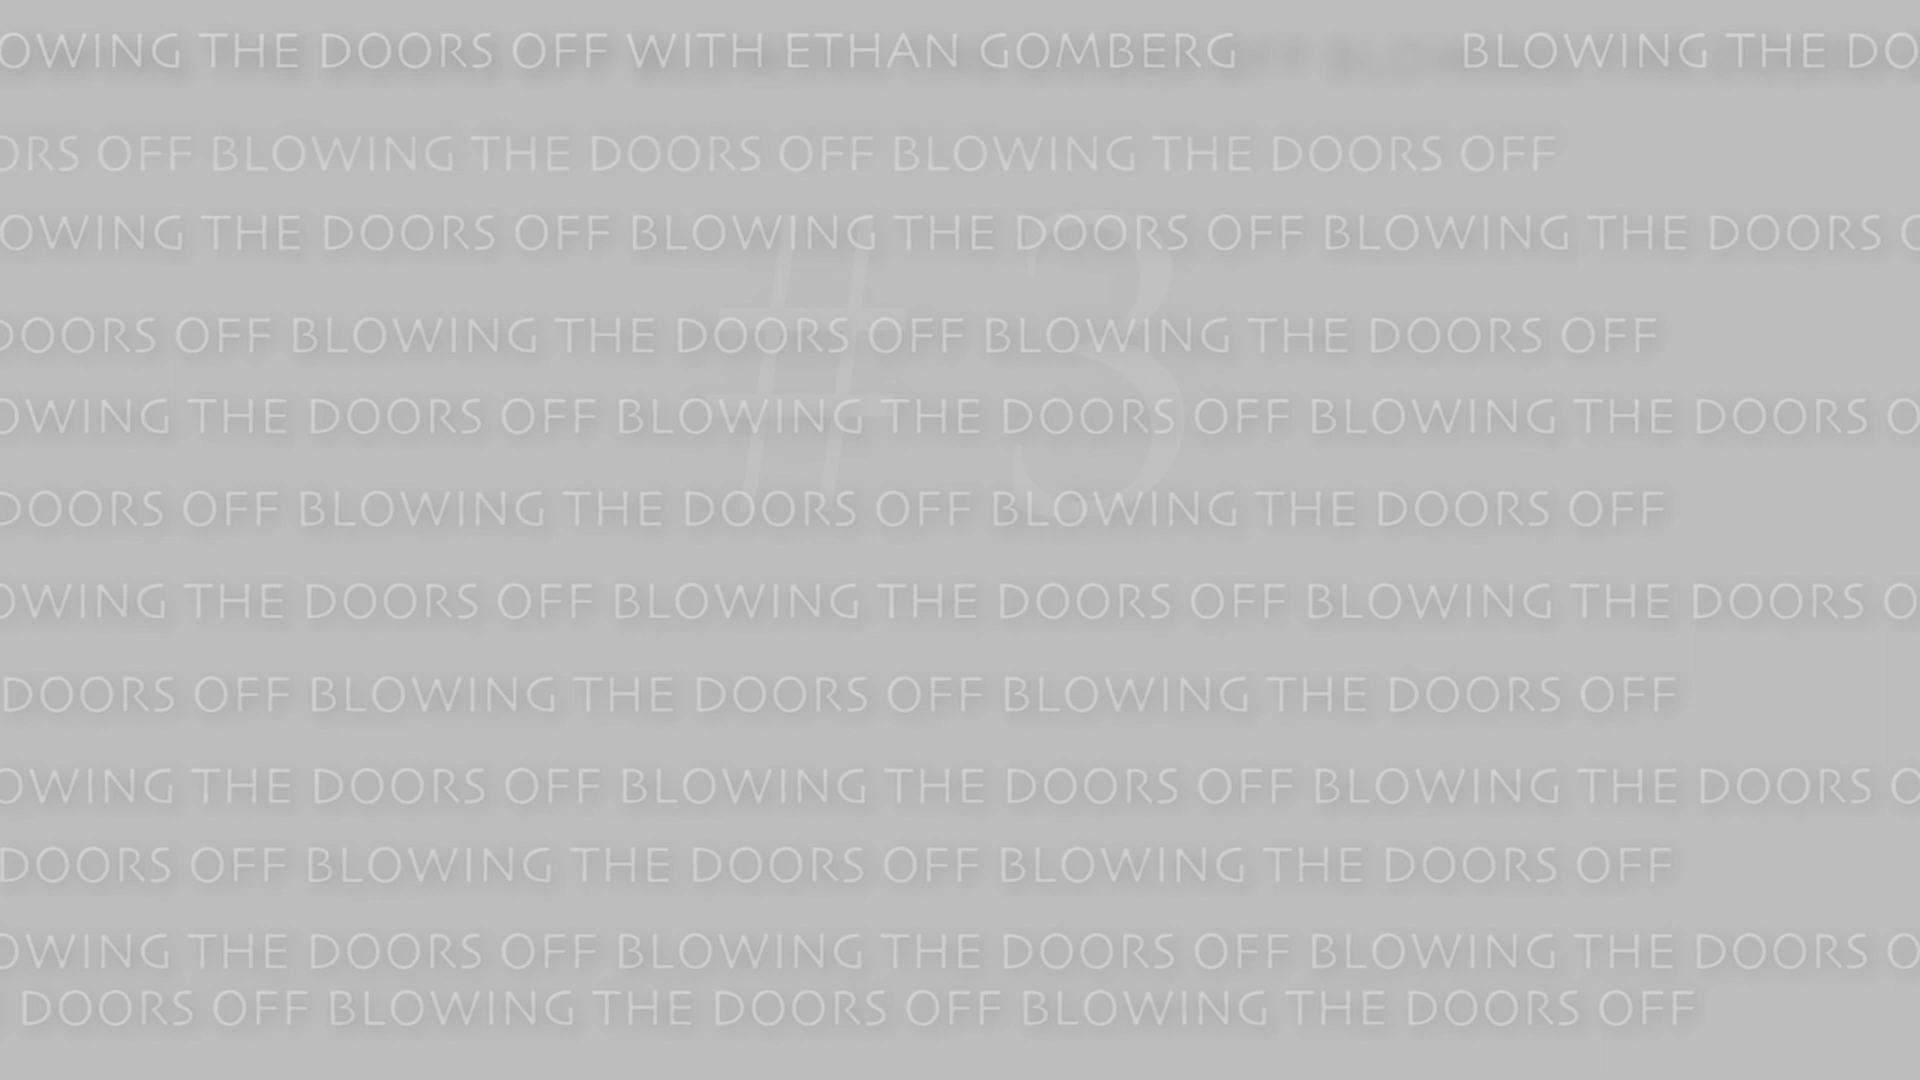 OWING THE DOORS OFF WITH ETHAN GOMBERG BLOWING THE DO
ORS OFF BLOWING THE DOORS OFF BLOWING THE DOORS OFF
OWING THE DOORS OFF BLOWING THE DOORS OFF BLOWING THE DOORS O
#3
DOORS OFF BLOWING THE DOORS OFF BLOWING THE DOORS OFF
OWING THE DOORS OFF BLOWING THE DOORS OFF BLOWING THE DOORS O
DOORS OFF BLOWING THE DOORS OFF BLOWING THE DOORS OFF
OWING THE DOORS OFF BLOWING THE DOORS OFF BLOWING THE DOORS O
DOORS OFF BLOWING THE DOORS OFF BLOWING THE DOORS OFF
OWING THE DOORS OFF BLOWING THE DOORS OFF BLOWING THE DOORS O
DOORS OFF BLOWING THE DOORS OFF BLOWING THE DOORS OFF
OWING THE DOORS OFF BLOWING THE DOORS OFF BLOWING THE DOORS O
DOORS OFF BLOWING THE DOORS OFF BLOWING THE DOORS OFF